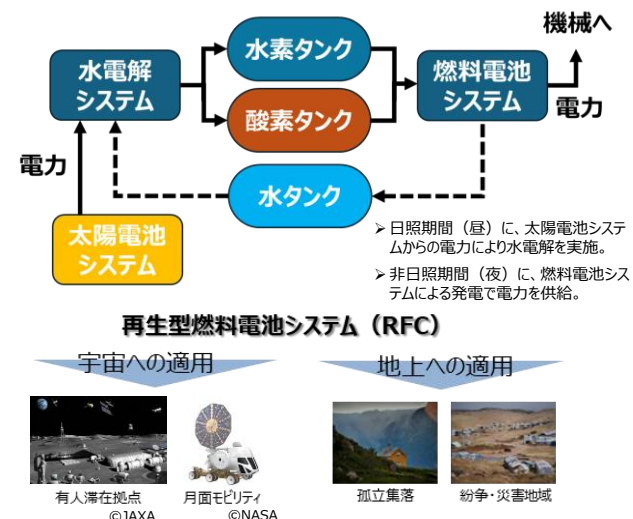 機械へ
水素タンク
水電解
システム
燃料電池
システム
酸素タンク
電力
電力
水タンク
太陽電池
システム
➢ 日照期間（昼）に、太陽電池システ
ムからの電力により水電解を実施。
➢ 非日照期間（夜）に、燃料電池シス
テムによる発電で電力を供給。
再生型燃料電池システム（RFC）
宇宙への適用
地上への適用
有人滞在拠点
©JAXA
月面モビリティ
©NASA
孤立集落
紛争・災害地域